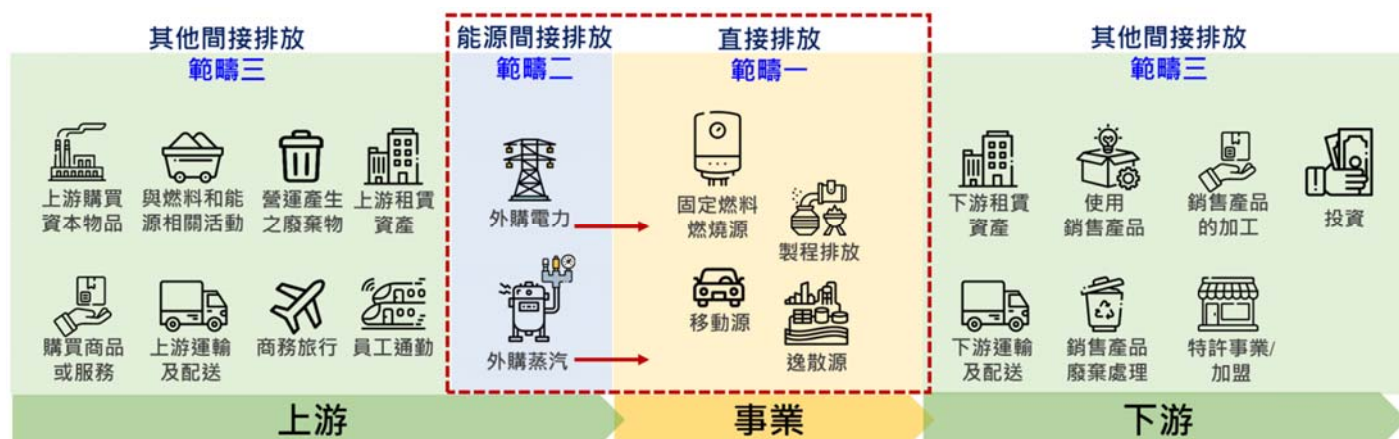 其他間接排放
範疇三
能源間接排放
範疇二
直接排放
範疇一
其他間接排放
範疇三
上游購買
資本物品
與燃料和能
源相關活動
營運產生
之廢棄物
上游租賃
資產
購買商品
或服務
上游運輸
及配送
商務旅行
員工通勤
外購電力
外購蒸汽
固定燃料
燃燒源
製程排放
移動源
逸散源
下游租賃
資產
使用
銷售產品
銷售產品
的加工
投資
下游運輸
及配送
銷售產品
廢棄處理
特許事業/
加盟
上游
事業
下游